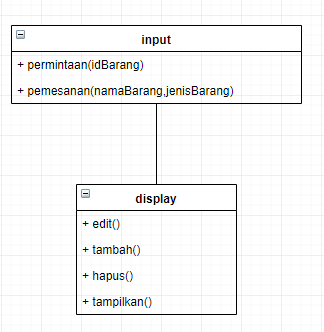 input
+ permintaan(idBarang)
+ pemesanan(namaBarang,jenisBarang)
display
+ edit()
+ tambah()
+ hapus()
+ tampilkan()